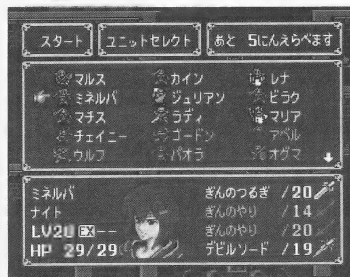 スタート ユニットセレクト あと 5にんえらべます
マルス カイン レナ
ミネルバ ジュリアン ビラク
マチス ラディ マリア
チェイニー ゴードン アベル
ウルフ パオラ オグマ
ミネルバ ぎんのつるぎ /20
ナイト ぎんのやり /14
LV20 EX-- ぎんのやり /20
HP 29/29 デビルソード /19